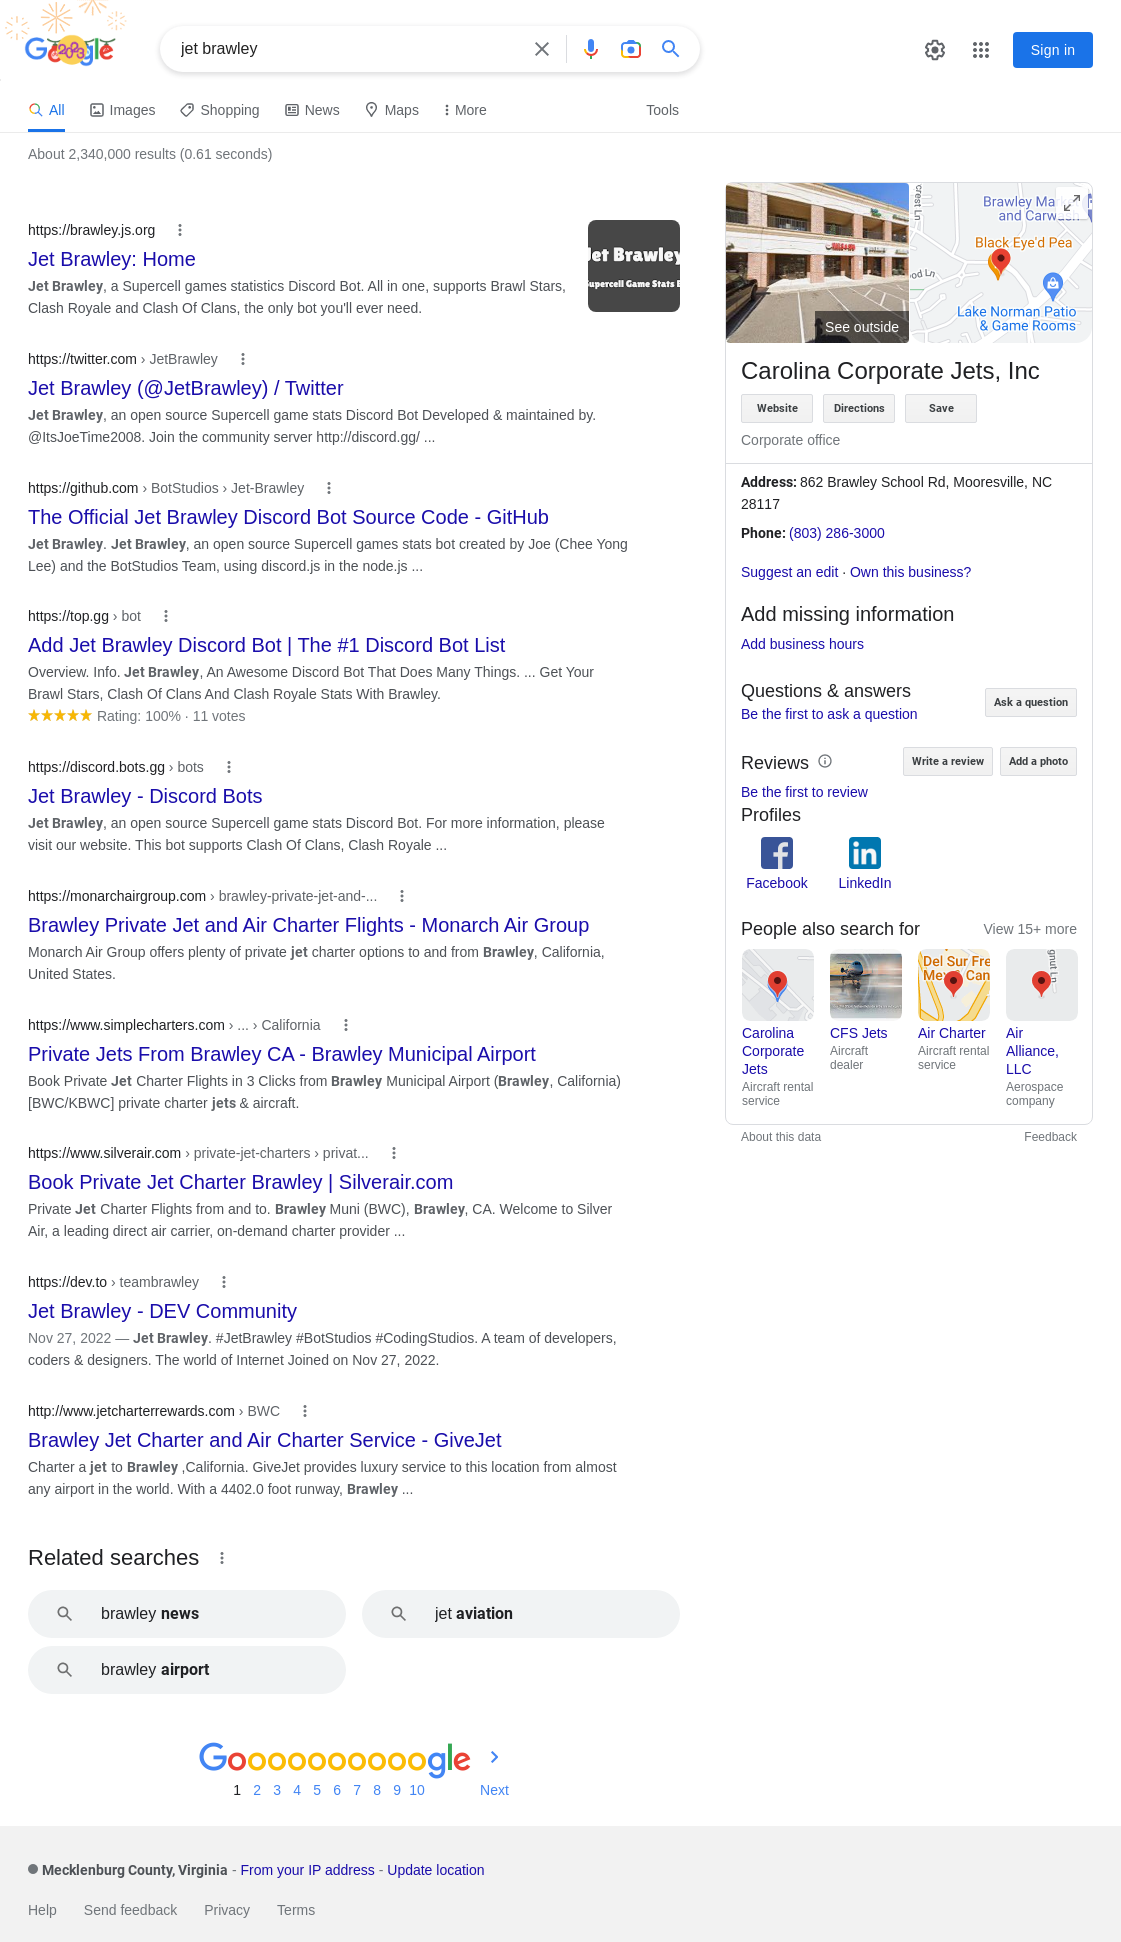 Google
2023
jet brawley
Sign in
All
Images
Shopping
News
Maps
More
Tools
About 2,340,000 results (0.61 seconds)
https://brawley.js.org
Jet Brawley: Home
Jet Brawley, a Supercell games statistics Discord Bot. All in one, supports Brawl Stars,
Clash Royale and Clash Of Clans, the only bot you'll ever need.
Jet Brawley
Supercell Game Stats
https://twitter.com › JetBrawley
Jet Brawley (@JetBrawley) / Twitter
Jet Brawley, an open source Supercell game stats Discord Bot Developed & maintained by.
@ItsJoeTime2008. Join the community server http://discord.gg/ ...
https://github.com › BotStudios › Jet-Brawley
The Official Jet Brawley Discord Bot Source Code - GitHub
Jet Brawley. Jet Brawley, an open source Supercell games stats bot created by Joe (Chee Yong
Lee) and the BotStudios Team, using discord.js in the node.js ...
https://top.gg › bot
Add Jet Brawley Discord Bot | The #1 Discord Bot List
Overview. Info. Jet Brawley, An Awesome Discord Bot That Does Many Things. ... Get Your
Brawl Stars, Clash Of Clans And Clash Royale Stats With Brawley.
Rating: 100% · 11 votes
https://discord.bots.gg › bots
Jet Brawley - Discord Bots
Jet Brawley, an open source Supercell game stats Discord Bot. For more information, please
visit our website. This bot supports Clash Of Clans, Clash Royale ...
https://monarchairgroup.com › brawley-private-jet-and-...
Brawley Private Jet and Air Charter Flights - Monarch Air Group
Monarch Air Group offers plenty of private jet charter options to and from Brawley, California,
United States.
https://www.simplecharters.com › ... › California
Private Jets From Brawley CA - Brawley Municipal Airport
Book Private Jet Charter Flights in 3 Clicks from Brawley Municipal Airport (Brawley, California)
[BWC/KBWC] private charter jets & aircraft.
https://www.silverair.com › private-jet-charters › privat...
Book Private Jet Charter Brawley | Silverair.com
Private Jet Charter Flights from and to. Brawley Muni (BWC), Brawley, CA. Welcome to Silver
Air, a leading direct air carrier, on-demand charter provider ...
https://dev.to › teambrawley
Jet Brawley - DEV Community
Nov 27, 2022 — Jet Brawley. #JetBrawley #BotStudios #CodingStudios. A team of developers,
coders & designers. The world of Internet Joined on Nov 27, 2022.
http://www.jetcharterrewards.com › BWC
Brawley Jet Charter and Air Charter Service - GiveJet
Charter a jet to Brawley ,California. GiveJet provides luxury service to this location from almost
any airport in the world. With a 4402.0 foot runway, Brawley ...
Related searches
brawley news
jet aviation
brawley airport
Goooooooooogle
1 2 3 4 5 6 7 8 9 10 Next
See outside
crest Ln
Brawley Ma
and Carwash
Black Eye'd Pea
od Ln
Lake Norman Patio
& Game Rooms
Carolina Corporate Jets, Inc
Website
Directions
Save
Corporate office
Address: 862 Brawley School Rd, Mooresville, NC
28117
Phone: (803) 286-3000
Suggest an edit · Own this business?
Add missing information
Add business hours
Questions & answers
Be the first to ask a question
Ask a question
Reviews
Write a review
Add a photo
Be the first to review
Profiles
Facebook
LinkedIn
People also search for
View 15+ more
Del Sur Fre
Mex
Can
gnut Ln
Carolina
Corporate
Jets
Aircraft rental
service
CFS Jets
Aircraft
dealer
Air Charter
Aircraft rental
service
Air
Alliance,
LLC
Aerospace
company
About this data
Feedback
Mecklenburg County, Virginia - From your IP address - Update location
Help
Send feedback
Privacy
Terms